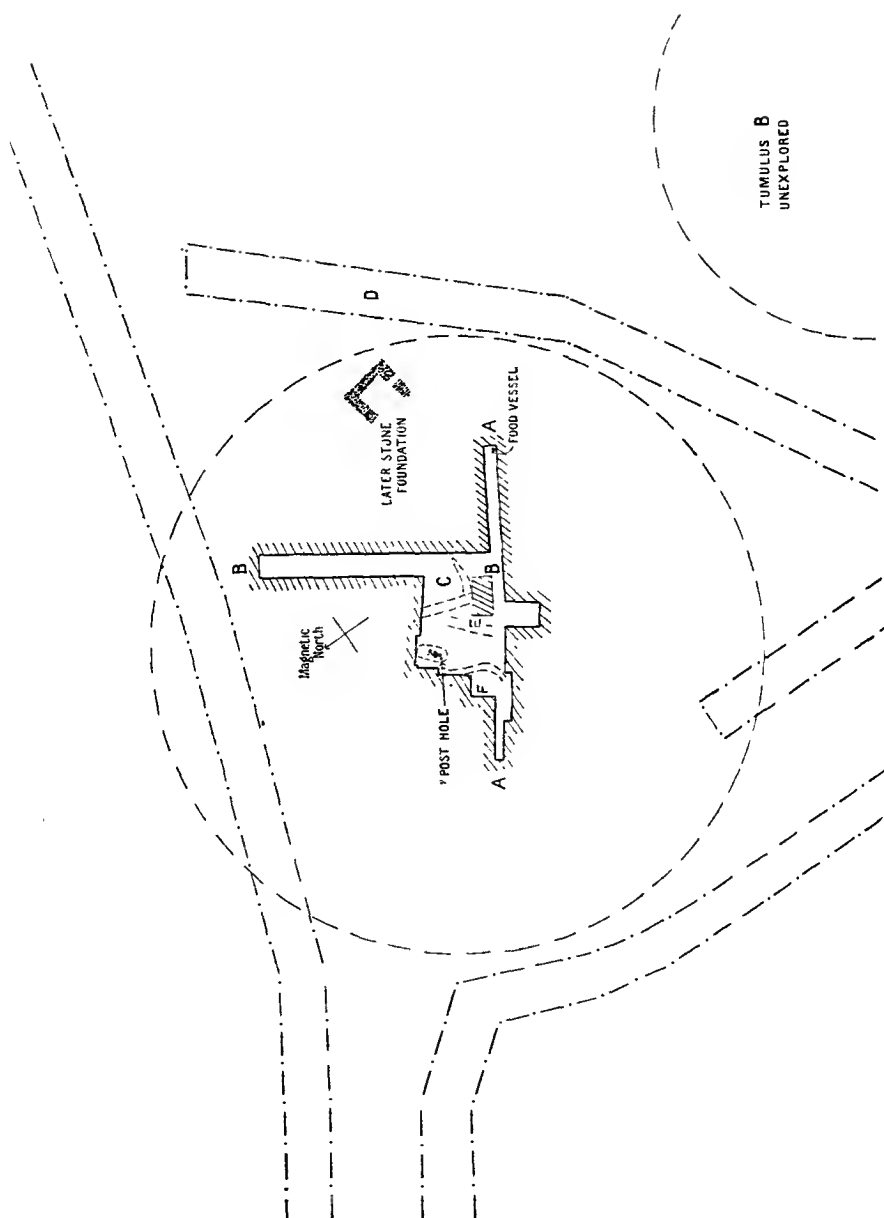 TUMULUS B
UNEXPLORED
D
LATER STONE
FOUNDATION
A
FOOD VESSEL
B
Magnetic
North
C
B
E
POST HOLE
F
A